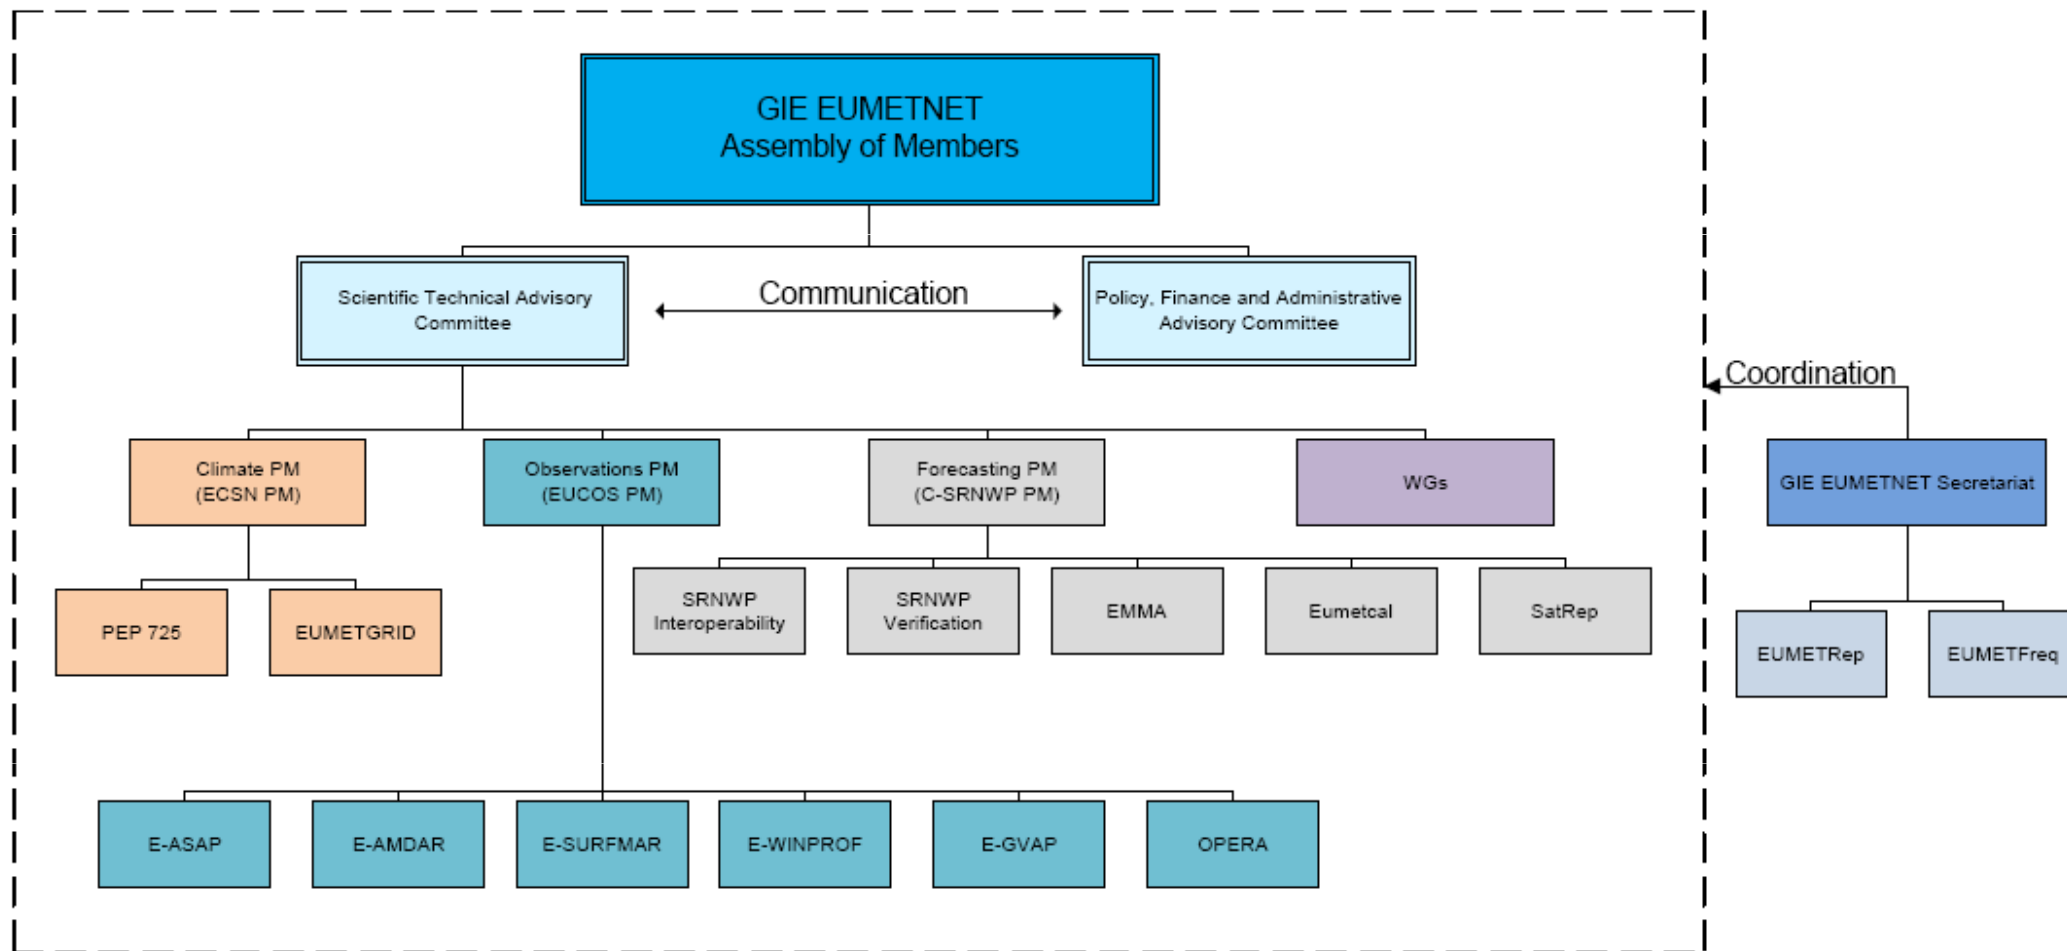 GIE EUMETNET
Assembly of Members
Scientific Technical Advisory
Committee
Communication
Policy, Finance and Administrative
Advisory Committee
Coordination
Climate PM
(ECSN PM)
Observations PM
(EUCOS PM)
Forecasting PM
(C-SRNWP PM)
WGs
GIE EUMETNET Secretariat
PEP 725
EUMETGRID
SRNWP
Interoperability
SRNWP
Verification
EMMA
Eumetcal
SatRep
EUMETRep
EUMETFreq
E-ASAP
E-AMDAR
E-SURFMAR
E-WINPROF
E-GVAP
OPERA